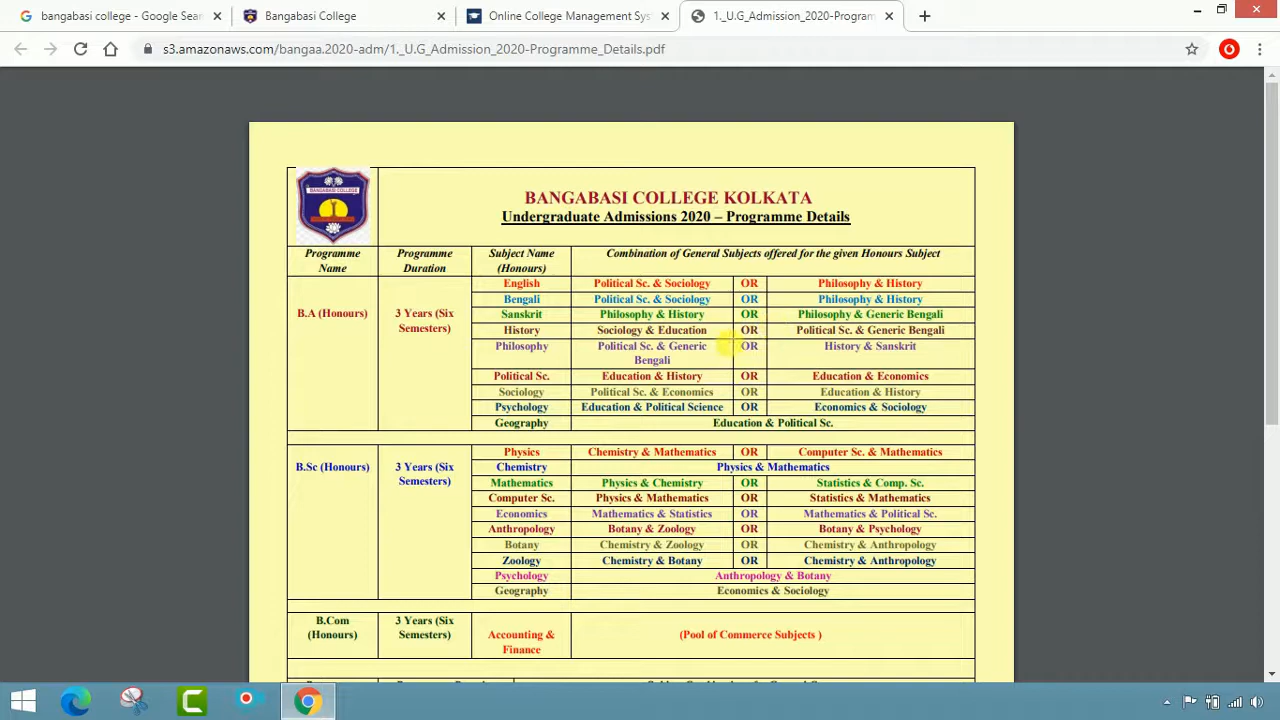 bangabasi college - Google Sear
Bangabasi College
Online College Management Sys
1._U.G_Admission_2020-Program
s3.amazonaws.com/bangaa.2020-adm/1._U.G_Admission_2020-Programme_Details.pdf
BANGABASI COLLEGE
BANGABASI COLLEGE KOLKATA
Undergraduate Admissions 2020 – Programme Details
Programme Name Programme Duration Subject Name (Honours) Combination of General Subjects offered for the given Honours Subject
B.A (Honours) 3 Years (Six Semesters)
English Political Sc. & Sociology OR Philosophy & History
Bengali Political Sc. & Sociology OR Philosophy & History
Sanskrit Philosophy & History OR Philosophy & Generic Bengali
History Sociology & Education OR Political Sc. & Generic Bengali
Philosophy Political Sc. & Generic Bengali OR History & Sanskrit
Political Sc. Education & History OR Education & Economics
Sociology Political Sc. & Economics OR Education & History
Psychology Education & Political Science OR Economics & Sociology
Geography Education & Political Sc.
B.Sc (Honours) 3 Years (Six Semesters)
Physics Chemistry & Mathematics OR Computer Sc. & Mathematics
Chemistry Physics & Mathematics
Mathematics Physics & Chemistry OR Statistics & Comp. Sc.
Computer Sc. Physics & Mathematics OR Statistics & Mathematics
Economics Mathematics & Statistics OR Mathematics & Political Sc.
Anthropology Botany & Zoology OR Botany & Psychology
Botany Chemistry & Zoology OR Chemistry & Anthropology
Zoology Chemistry & Botany OR Chemistry & Anthropology
Psychology Anthropology & Botany
Geography Economics & Sociology
B.Com (Honours) 3 Years (Six Semesters)
Accounting & Finance (Pool of Commerce Subjects )